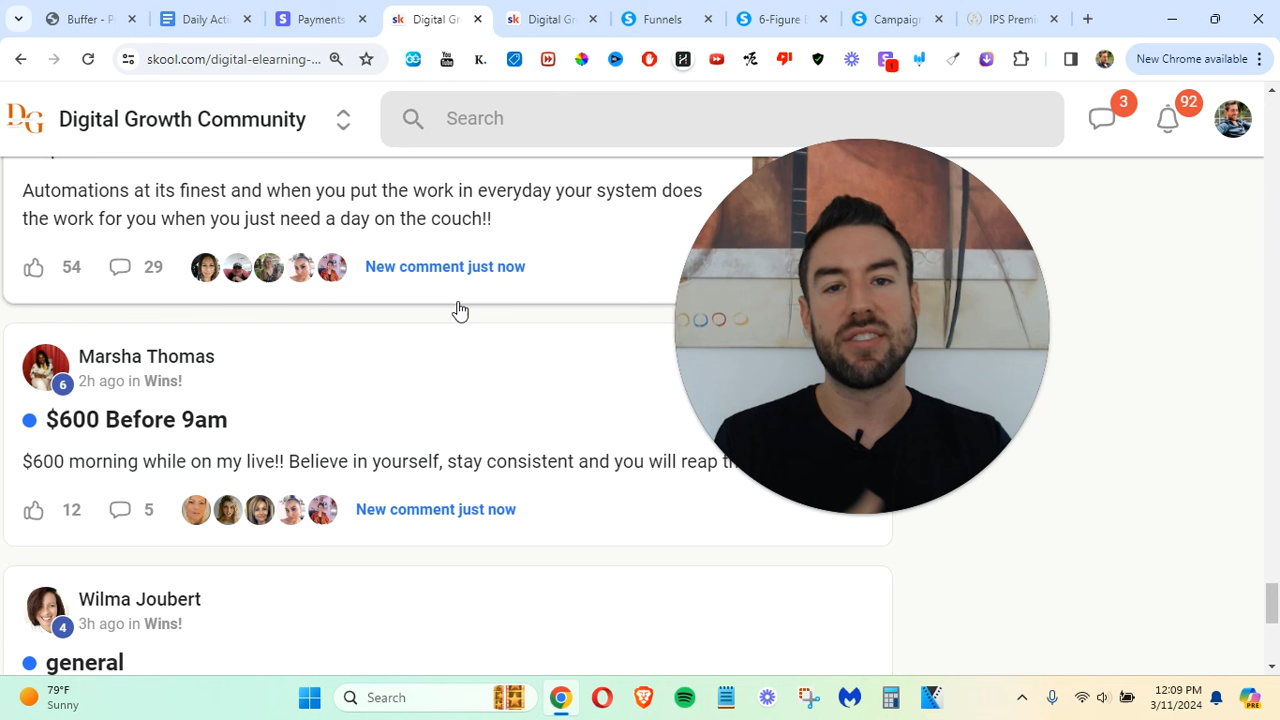 Buffer - P
Daily Acti
Payments
Digital Gr
Digital Gr
Funnels
6-Figure E
Campaign
IPS Premi
skool.com/digital-elearning-...
New Chrome available
DG
Digital Growth Community
Search
3
92
Automations at its finest and when you put the work in everyday your system does
the work for you when you just need a day on the couch!!
54
29
New comment just now
Marsha Thomas
6
2h ago in Wins!
$600 Before 9am
$600 morning while on my live!! Believe in yourself, stay consistent and you will reap
12
5
New comment just now
Wilma Joubert
4
3h ago in Wins!
general
79°F
Sunny
Search
12:09 PM
3/11/2024